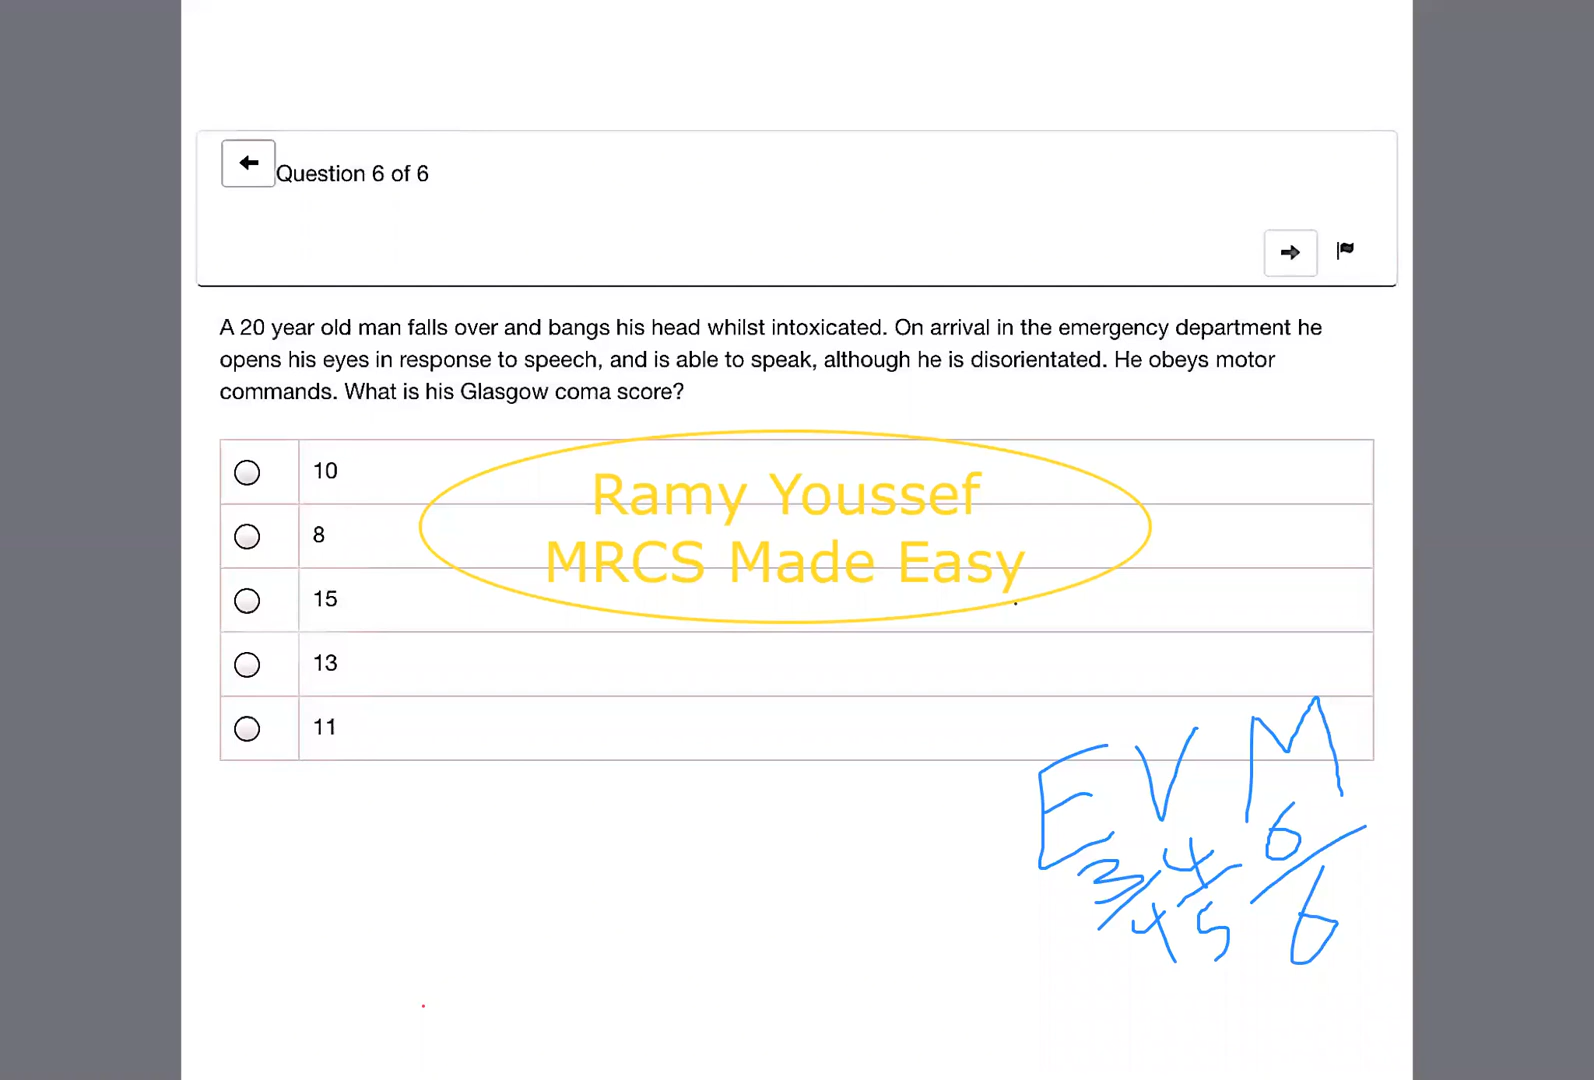 Question 6 of 6
A 20 year old man falls over and bangs his head whilst intoxicated. On arrival in the emergency department he
opens his eyes in response to speech, and is able to speak, although he is disorientated. He obeys motor
commands. What is his Glasgow coma score?
10
8
15
13
11
Ramy Youssef
MRCS Made Easy
E V M
3/4 4/5 6/6